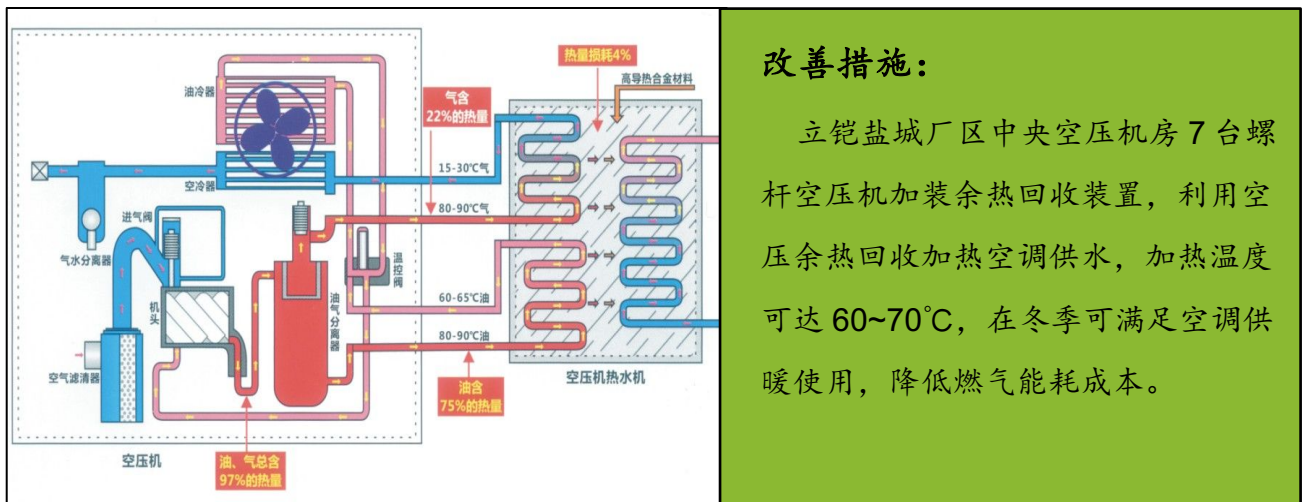 热量损耗4%
高导热合金材料
油冷器
气含
22%的热量
15-30℃气
空冷器
80-90℃气
进气阀
气水分离器
温控阀
油气分离器
机头
60-65℃油
80-90℃油
空气滤清器
空压机热水机
油含
75%的热量
空压机
油、气总含
97%的热量
改善措施：
立铠盐城厂区中央空压机房 7 台螺
杆空压机加装余热回收装置，利用空
压余热回收加热空调供水，加热温度
可达 60~70℃，在冬季可满足空调供
暖使用，降低燃气能耗成本。